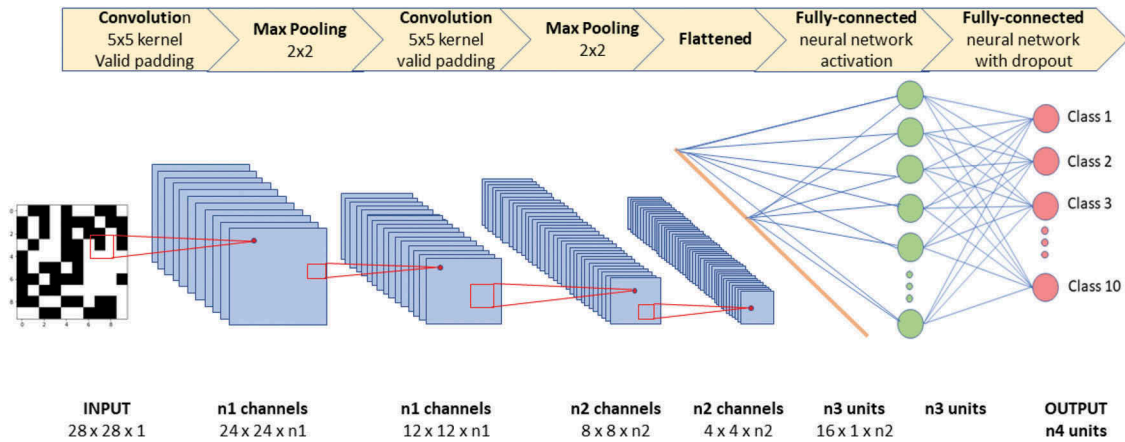 Convolution
5x5 kernel
Valid padding
Max Pooling
2x2
Convolution
5x5 kernel
valid padding
Max Pooling
2x2
Flattened
Fully-connected
neural network
activation
Fully-connected
neural network
with dropout
Class 1
Class 2
Class 3
Class 10
0
2
4
6
8
0 2 4 6 8
INPUT
28 x 28 x 1
n1 channels
24 x 24 x n1
n1 channels
12 x 12 x n1
n2 channels
8 x 8 x n2
n2 channels
4 x 4 x n2
n3 units
16 x 1 x n2
n3 units
OUTPUT
n4 units